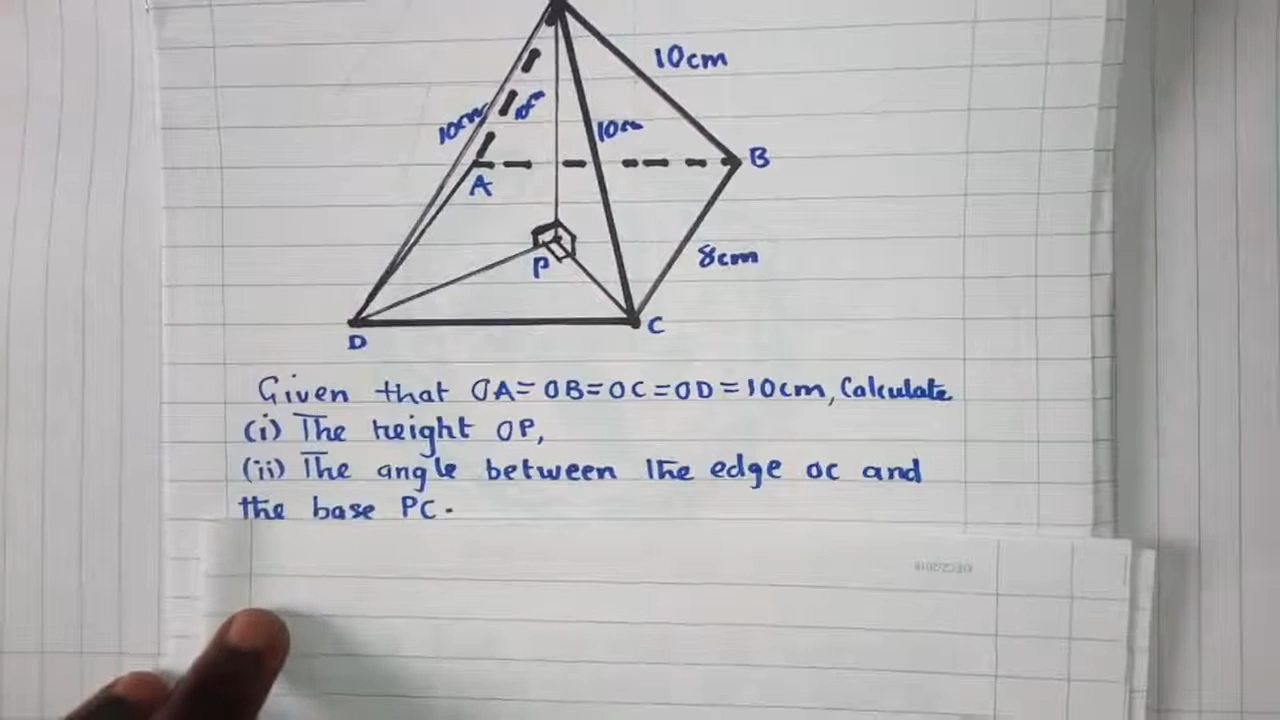 10cm
10cm
10cm
A
B
P
8cm
D
C
Given that OA=OB=OC=OD=10cm, Calculate
(i) The height OP,
(ii) The angle between the edge OC and
the base PC.